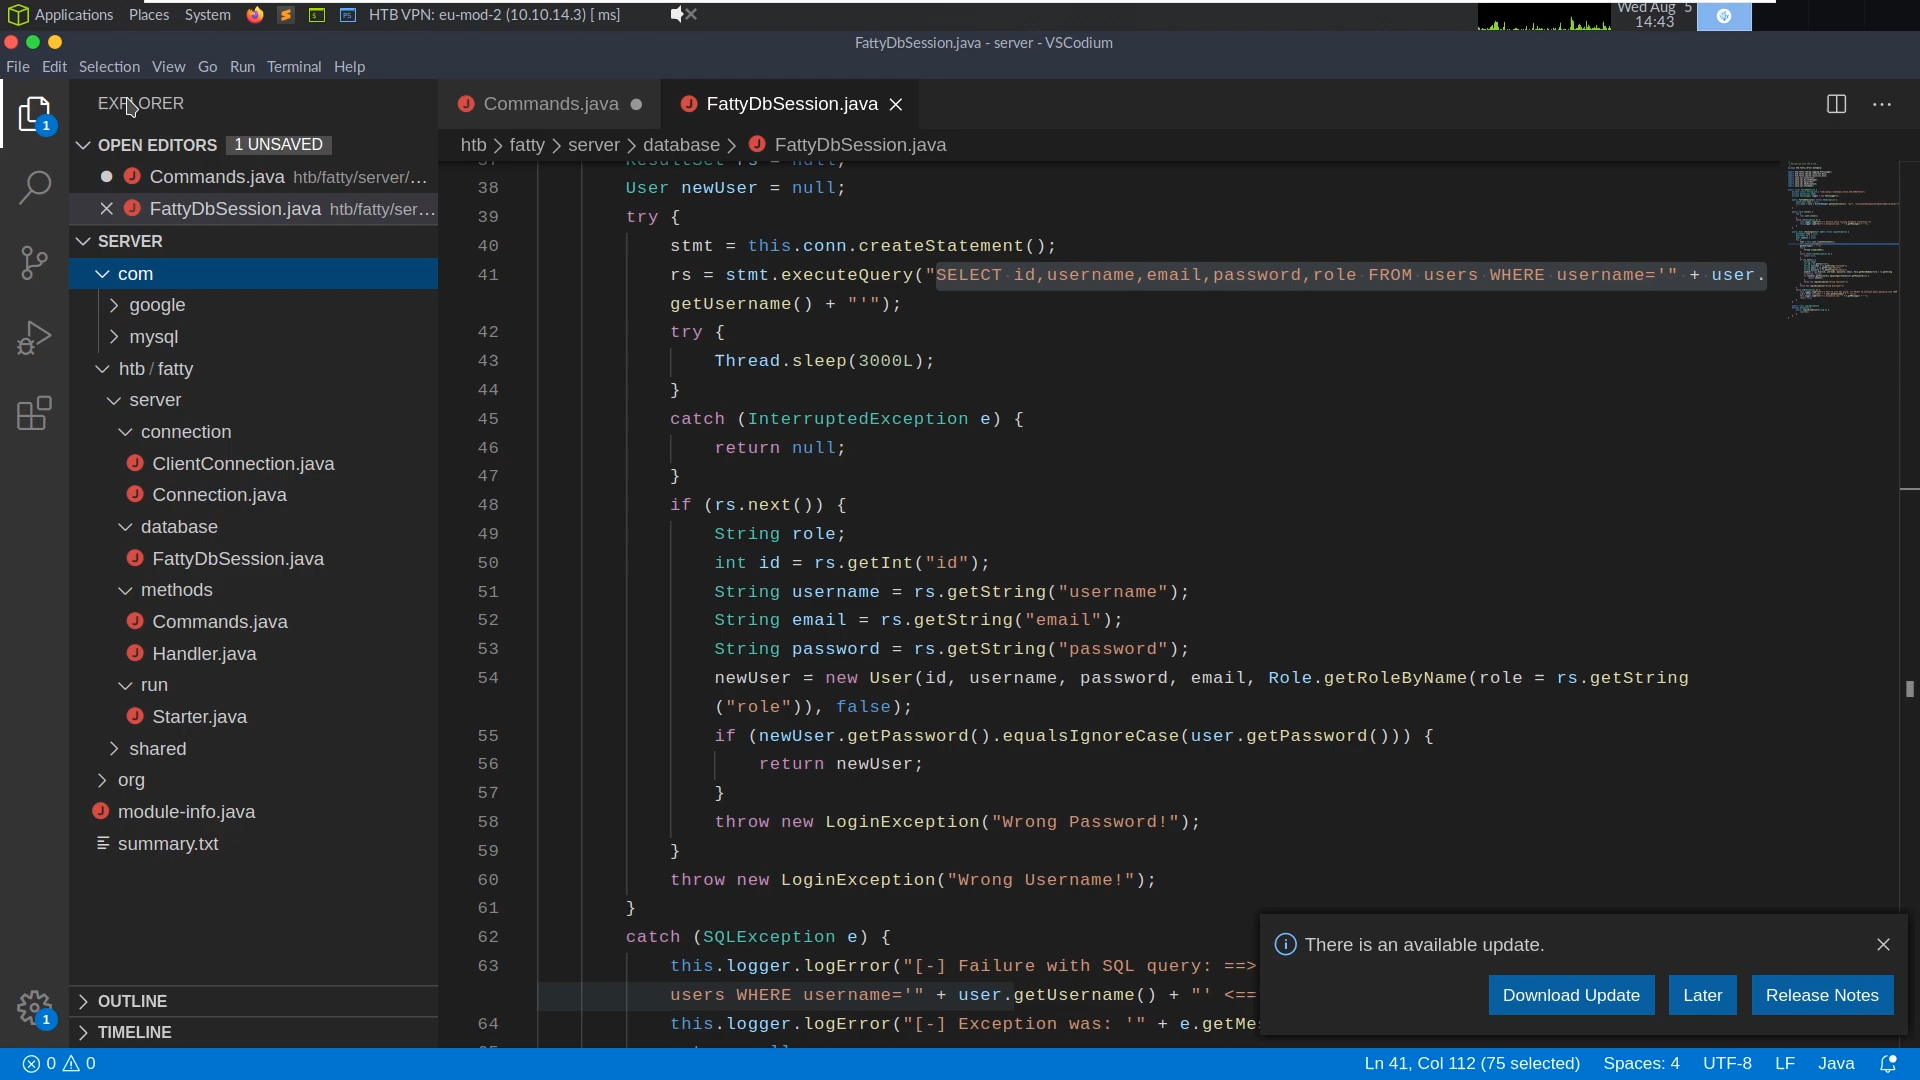 Applications Places System HTB VPN: eu-mod-2 (10.10.14.3) [ ms] Wed Aug 5
14:43
FattyDbSession.java - server - VSCodium
File Edit Selection View Go Run Terminal Help
EXPLORER
Commands.java
FattyDbSession.java
OPEN EDITORS 1 UNSAVED
Commands.java htb/fatty/server/...
FattyDbSession.java htb/fatty/ser...
SERVER
com
google
mysql
htb / fatty
server
connection
ClientConnection.java
Connection.java
database
FattyDbSession.java
methods
Commands.java
Handler.java
run
Starter.java
shared
org
module-info.java
summary.txt
OUTLINE
TIMELINE
htb > fatty > server > database > FattyDbSession.java
37 ResultSet rs = null;
38 User newUser = null;
39 try {
40 stmt = this.conn.createStatement();
41 rs = stmt.executeQuery("SELECT id,username,email,password,role FROM users WHERE username='" + user.
getUsername() + "'");
42 try {
43 Thread.sleep(3000L);
44 }
45 catch (InterruptedException e) {
46 return null;
47 }
48 if (rs.next()) {
49 String role;
50 int id = rs.getInt("id");
51 String username = rs.getString("username");
52 String email = rs.getString("email");
53 String password = rs.getString("password");
54 newUser = new User(id, username, password, email, Role.getRoleByName(role = rs.getString
("role")), false);
55 if (newUser.getPassword().equalsIgnoreCase(user.getPassword())) {
56 return newUser;
57 }
58 throw new LoginException("Wrong Password!");
59 }
60 throw new LoginException("Wrong Username!");
61 }
62 catch (SQLException e) {
63 this.logger.logError("[-] Failure with SQL query: ==>
users WHERE username='" + user.getUsername() + "' <==
64 this.logger.logError("[-] Exception was: '" + e.getMes
There is an available update.
Download Update Later Release Notes
1
1
0 0
Ln 41, Col 112 (75 selected) Spaces: 4 UTF-8 LF Java